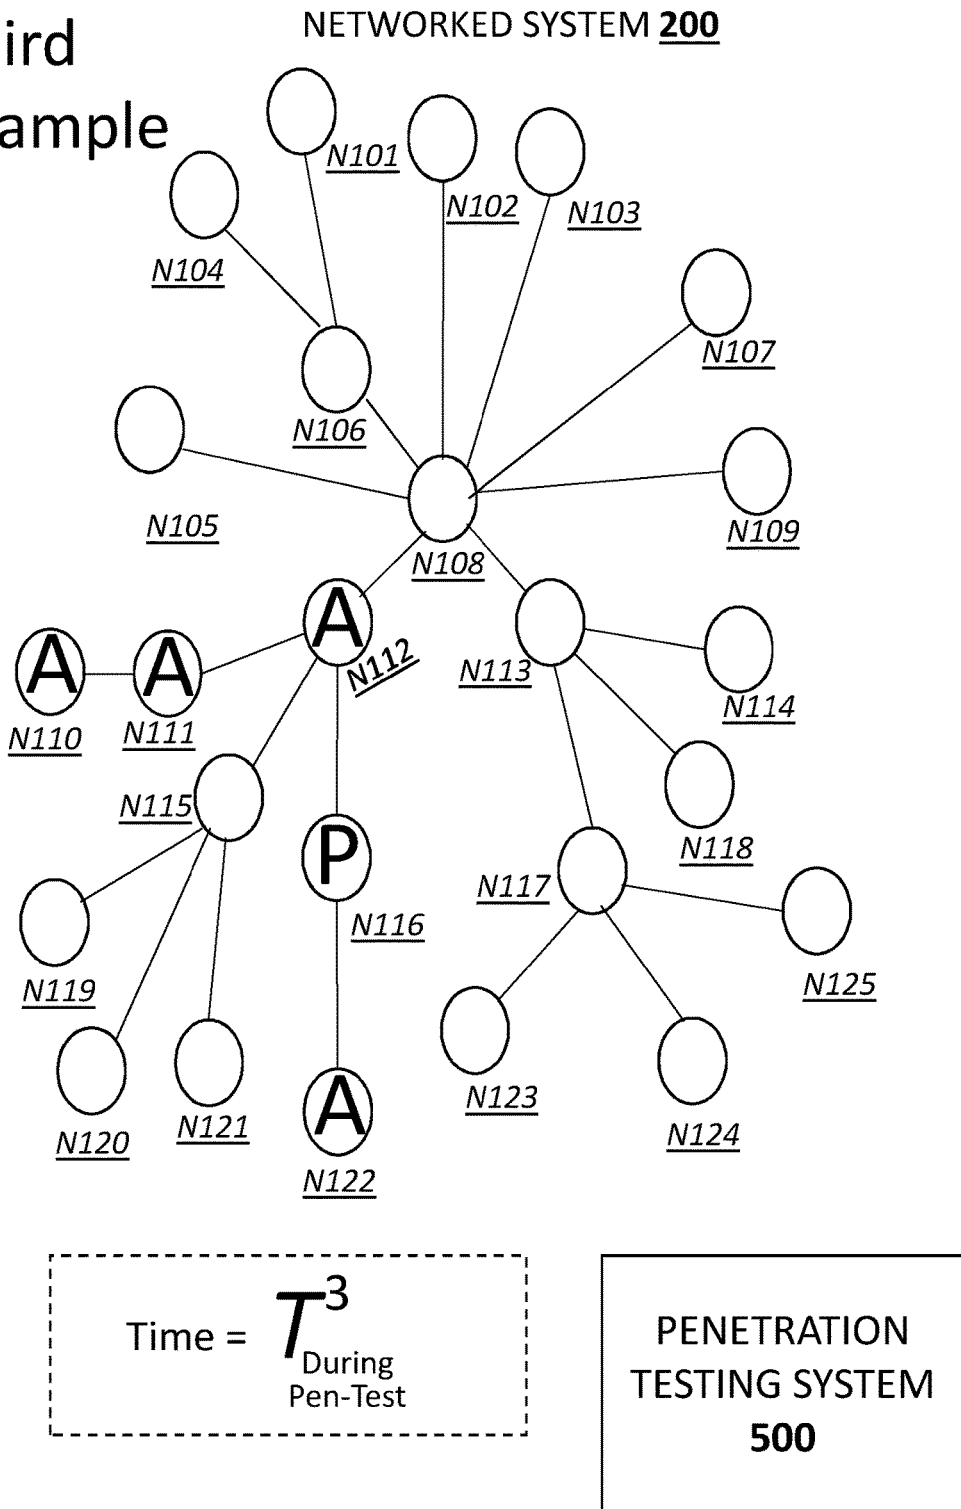 ird
ample
NETWORKED SYSTEM 200
N101
N102
N103
N104
N107
N106
N105
N109
N108
A
N112
A
A
N113
N114
N110
N111
N115
P
N118
N117
N116
N119
N125
A
N123
N121
N124
N120
N122
Time = T3
During
Pen-Test
PENETRATION
TESTING SYSTEM
500